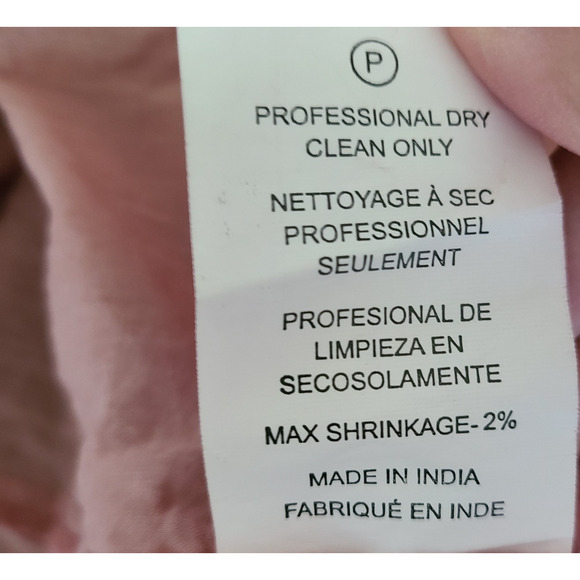 P
PROFESSIONAL DRY
CLEAN ONLY
NETTOYAGE À SEC
PROFESSIONNEL
SEULEMENT
PROFESIONAL DE
LIMPIEZA EN
SECOSOLAMENTE
MAX SHRINKAGE- 2%
MADE IN INDIA
FABRIQUÉ EN INDE